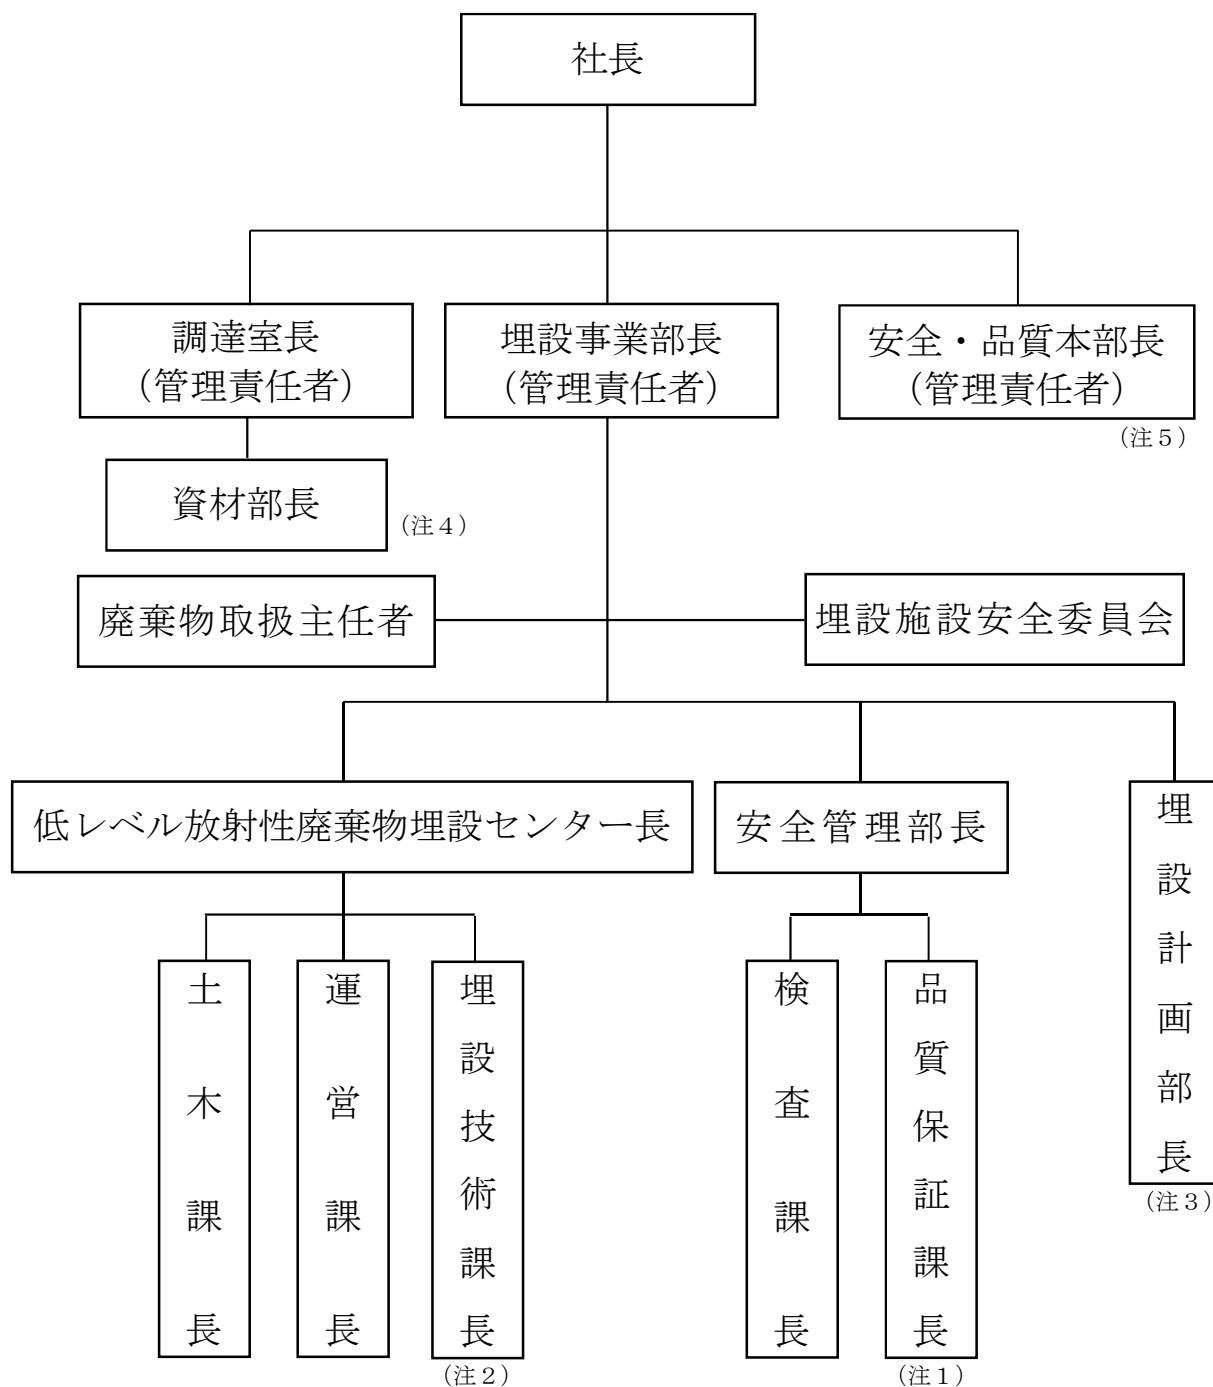 社長
調達室長
(管理責任者)
埋設事業部長
(管理責任者)
安全・品質本部長
(管理責任者)
(注５)
資材部長
(注４)
廃棄物取扱主任者
埋設施設安全委員会
低レベル放射性廃棄物埋設センター長
安全管理部長
埋設計画部長
(注３)
土木課長
運営課長
埋設技術課長
(注２)
検査課長
品質保証課長
(注１)